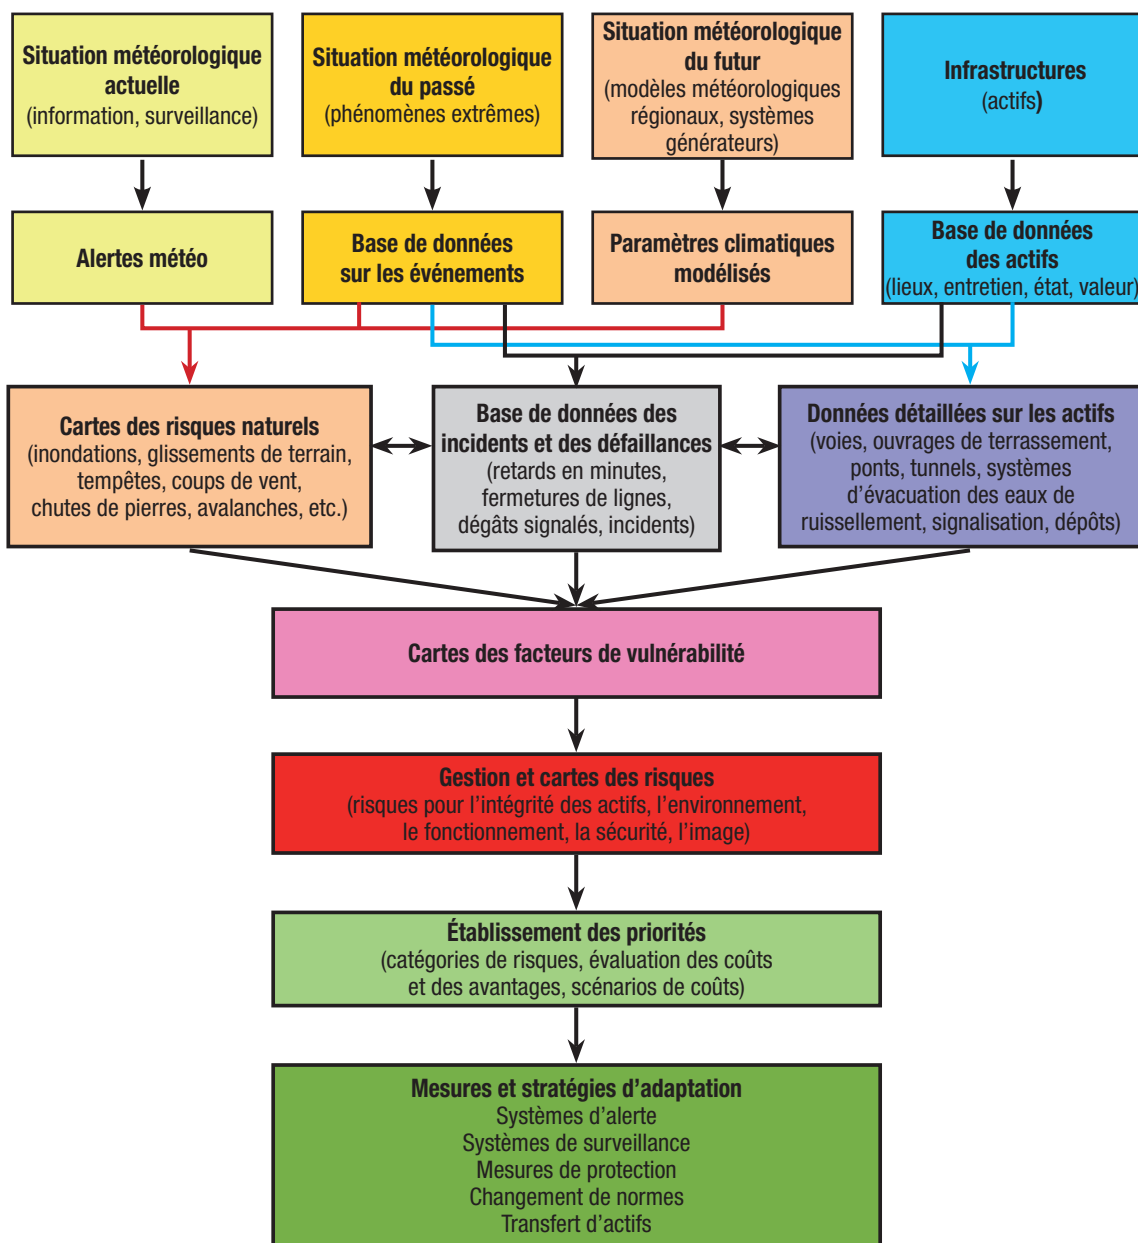 Situation météorologique
actuelle
(information, surveillance)
Situation météorologique
du passé
(phénomènes extrêmes)
Situation météorologique
du futur
(modèles météorologiques
régionaux, systèmes
générateurs)
Infrastructures
(actifs)
Alertes météo
Base de données
sur les événements
Paramètres climatiques
modélisés
Base de données
des actifs
(lieux, entretien, état, valeur)
Cartes des risques naturels
(inondations, glissements de terrain,
tempêtes, coups de vent,
chutes de pierres, avalanches, etc.)
Base de données des
incidents et des défaillances
(retards en minutes,
fermetures de lignes,
dégâts signalés, incidents)
Données détaillées sur les actifs
(voies, ouvrages de terrassement,
ponts, tunnels, systèmes
d’évacuation des eaux de
ruissellement, signalisation, dépôts)
Cartes des facteurs de vulnérabilité
Gestion et cartes des risques
(risques pour l’intégrité des actifs, l’environnement,
le fonctionnement, la sécurité, l’image)
Établissement des priorités
(catégories de risques, évaluation des coûts
et des avantages, scénarios de coûts)
Mesures et stratégies d’adaptation
Systèmes d’alerte
Systèmes de surveillance
Mesures de protection
Changement de normes
Transfert d’actifs